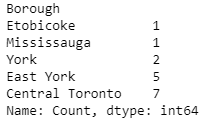 Borough
Etobicoke 1
Mississauga 1
York 2
East York 5
Central Toronto 7
Name: Count, dtype: int64